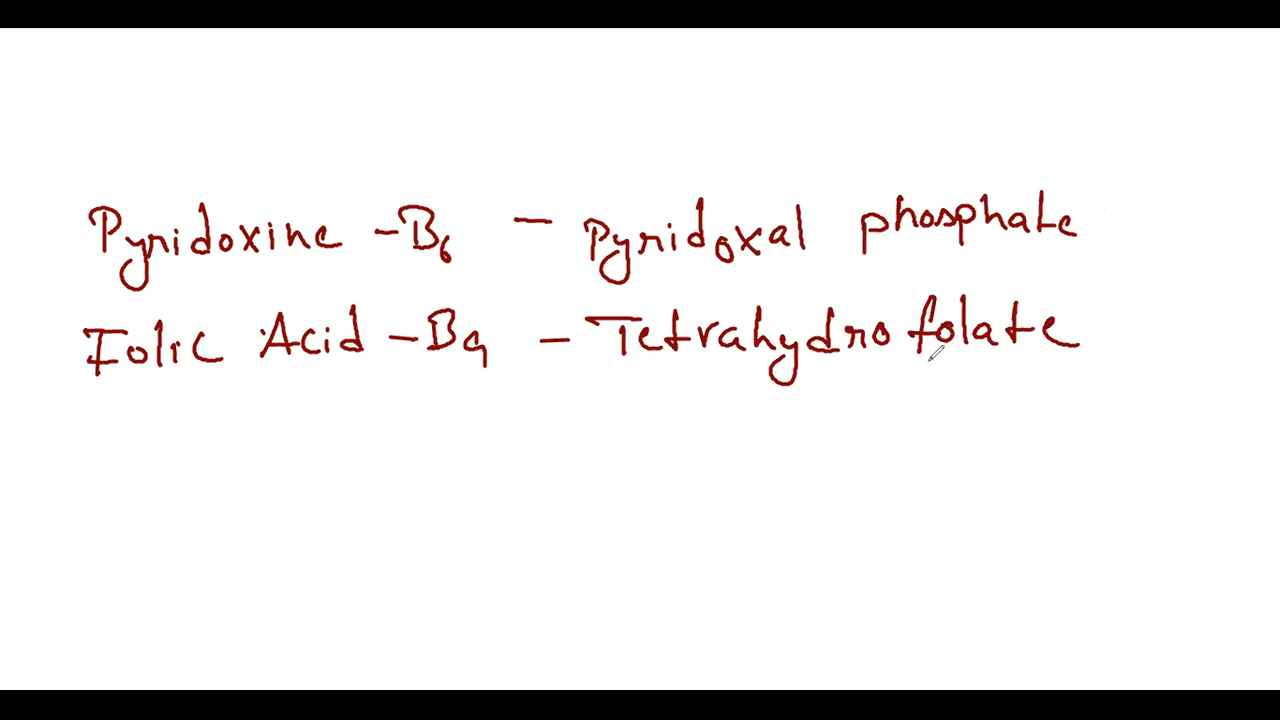 Pyridoxine - B6 - Pyridoxal phosphate
Folic Acid - B9 - Tetrahydrofolate